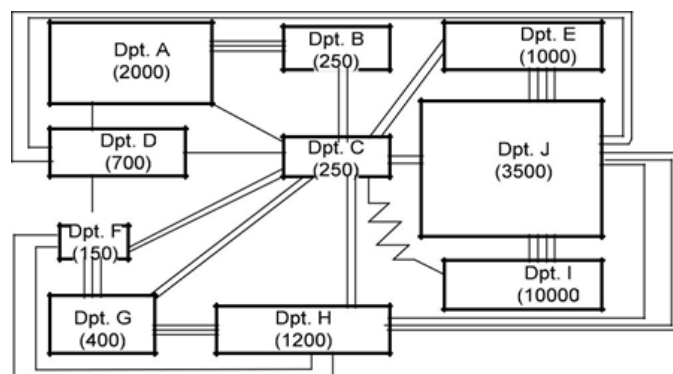 Dpt. A
(2000)
Dpt. B
(250)
Dpt. E
(1000)
Dpt. D
(700)
Dpt. C
(250)
Dpt. J
(3500)
Dpt. F
(150)
Dpt. I
(10000
Dpt. G
(400)
Dpt. H
(1200)